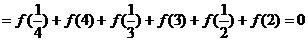 = f(1/4) + f(4) + f(1/3) + f(3) + f(1/2) + f(2) = 0